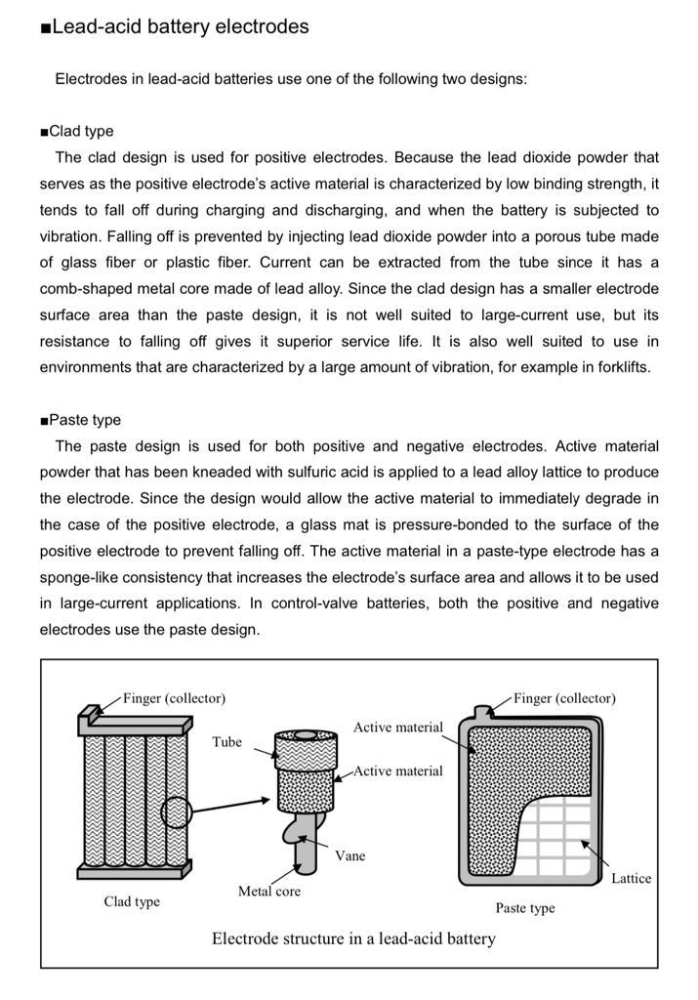 ■Lead-acid battery electrodes
Electrodes in lead-acid batteries use one of the following two designs:
■Clad type
The clad design is used for positive electrodes. Because the lead dioxide powder that
serves as the positive electrode's active material is characterized by low binding strength, it
tends to fall off during charging and discharging, and when the battery is subjected to
vibration. Falling off is prevented by injecting lead dioxide powder into a porous tube made
of glass fiber or plastic fiber. Current can be extracted from the tube since it has a
comb-shaped metal core made of lead alloy. Since the clad design has a smaller electrode
surface area than the paste design, it is not well suited to large-current use, but its
resistance to falling off gives it superior service life. It is also well suited to use in
environments that are characterized by a large amount of vibration, for example in forklifts.
■Paste type
The paste design is used for both positive and negative electrodes. Active material
powder that has been kneaded with sulfuric acid is applied to a lead alloy lattice to produce
the electrode. Since the design would allow the active material to immediately degrade in
the case of the positive electrode, a glass mat is pressure-bonded to the surface of the
positive electrode to prevent falling off. The active material in a paste-type electrode has a
sponge-like consistency that increases the electrode's surface area and allows it to be used
in large-current applications. In control-valve batteries, both the positive and negative
electrodes use the paste design.
Finger (collector)
Tube
Active material
Active material
Vane
Metal core
Clad type
Finger (collector)
Lattice
Paste type
Electrode structure in a lead-acid battery